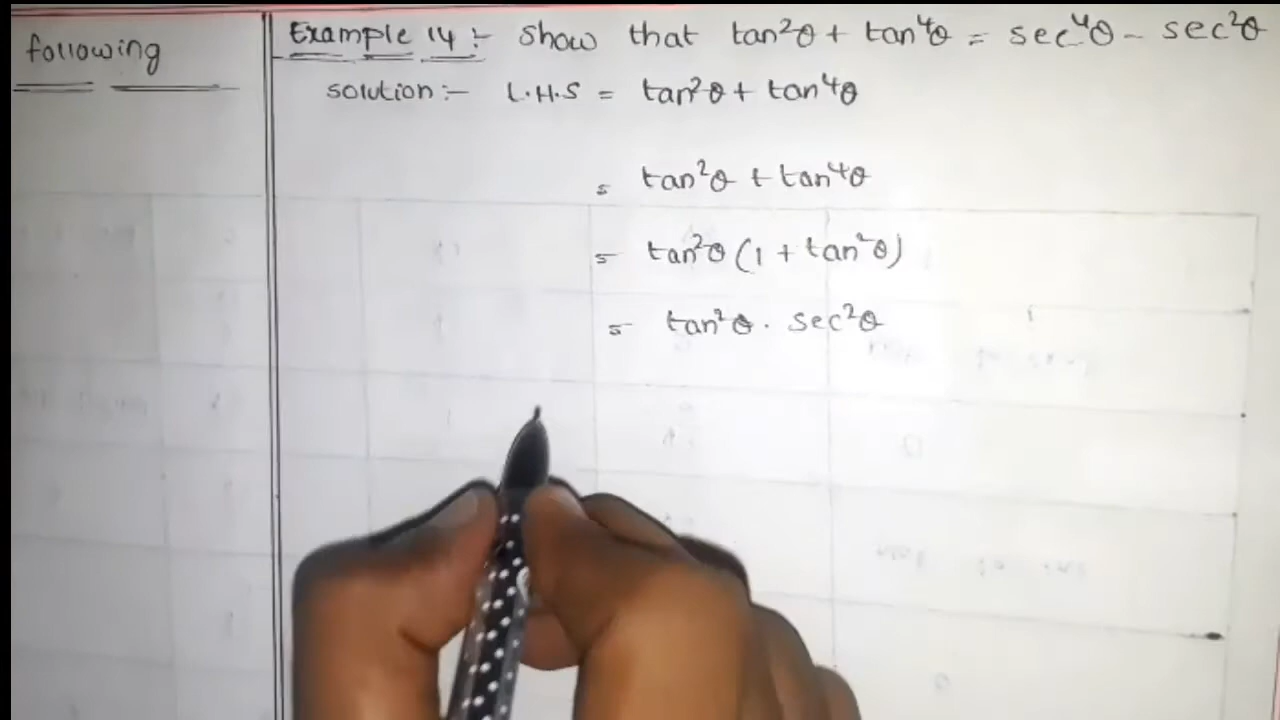 following
Example 14 :- show that tan²θ + tan⁴θ = sec⁴θ - sec²θ
solution :- L.H.S = tan²θ + tan⁴θ
= tan²θ + tan⁴θ
= tan²θ (1 + tan²θ)
= tan²θ . sec²θ